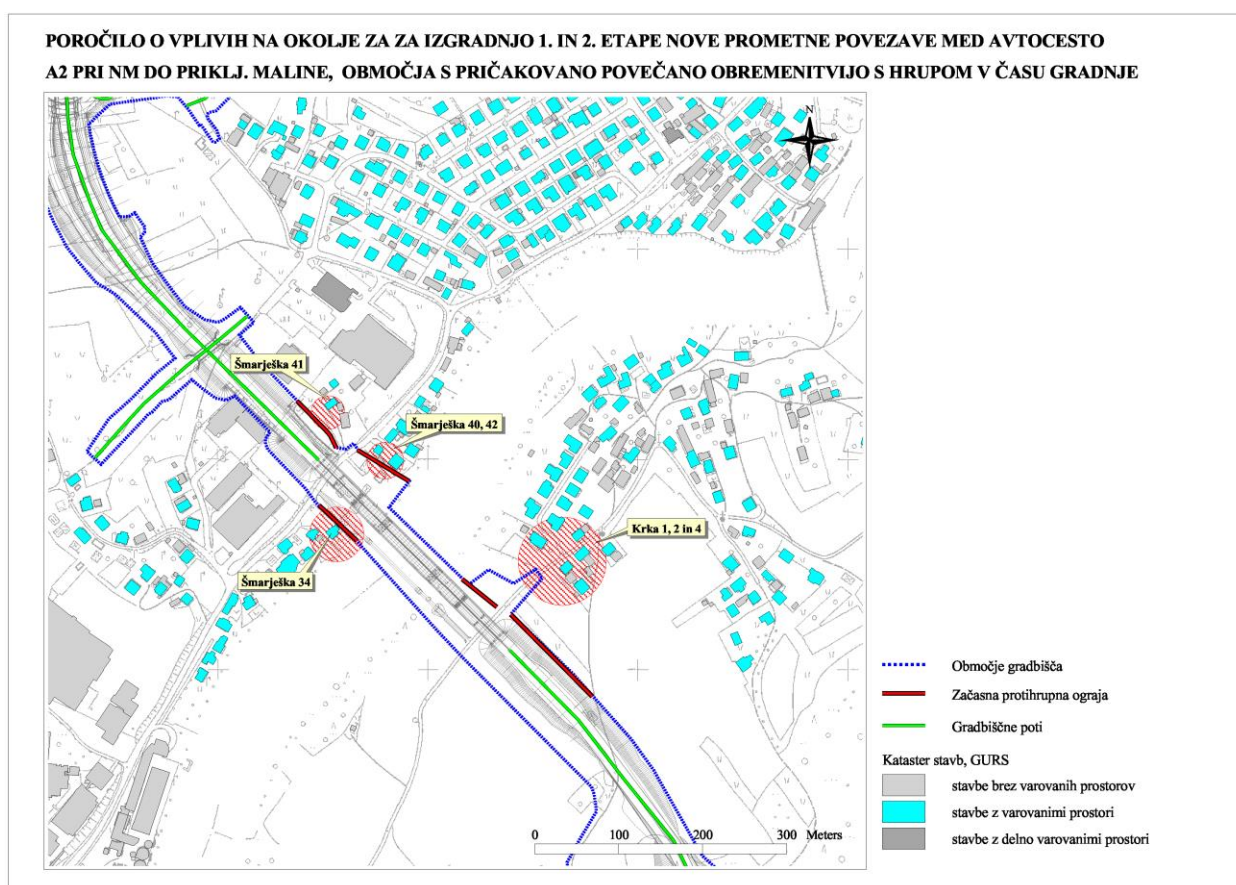 POROČILO O VPLIVIH NA OKOLJE ZA ZA IZGRADNJO 1. IN 2. ETAPE NOVE PROMETNE POVEZAVE MED AVTOCESTO
A2 PRI NM DO PRIKLJ. MALINE, OBMOČJA S PRIČAKOVANO POVEČANO OBREMENITVIJO S HRUPOM V ČASU GRADNJE
N
Šmarješka 41
Šmarješka 40, 42
Krka 1, 2 in 4
Šmarješka 34
Območje gradbišča
Začasna protihrupna ograja
Gradbiščne poti
Kataster stavb, GURS
stavbe brez varovanih prostorov
stavbe z varovanimi prostori
stavbe z delno varovanimi prostori
0 100 200 300 Meters